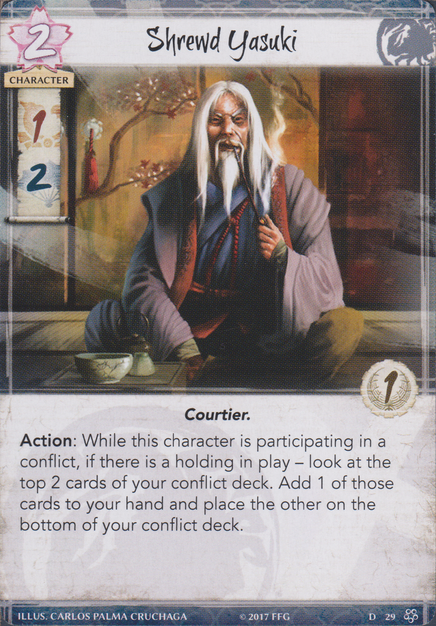 2
Shrewd Yasuki
CHARACTER
1
2
1
Courtier.
Action: While this character is participating in a
conflict, if there is a holding in play – look at the
top 2 cards of your conflict deck. Add 1 of those
cards to your hand and place the other on the
bottom of your conflict deck.
ILLUS. CARLOS PALMA CRUCHAGA © 2017 FFG D 29